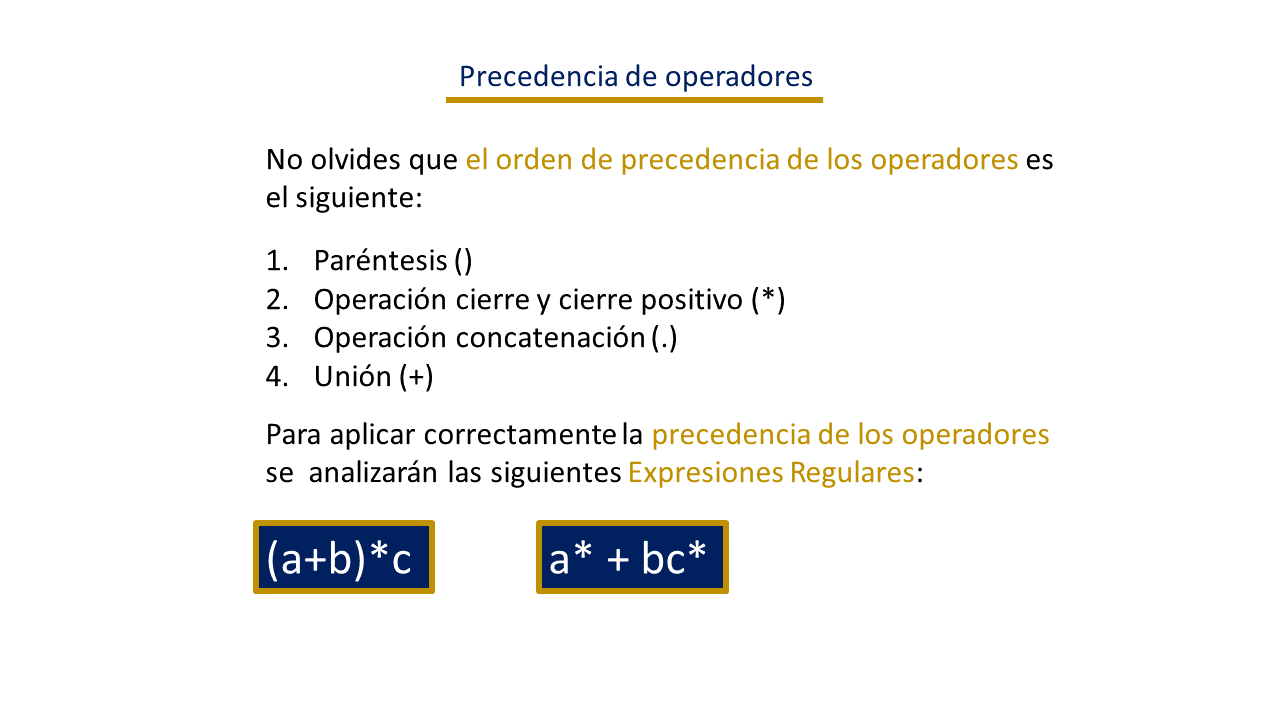 Precedencia de operadores
No olvides que el orden de precedencia de los operadores es
el siguiente:
1. Paréntesis ()
2. Operación cierre y cierre positivo (*)
3. Operación concatenación (.)
4. Unión (+)
Para aplicar correctamente la precedencia de los operadores
se analizarán las siguientes Expresiones Regulares:
(a+b)*c
a* + bc*